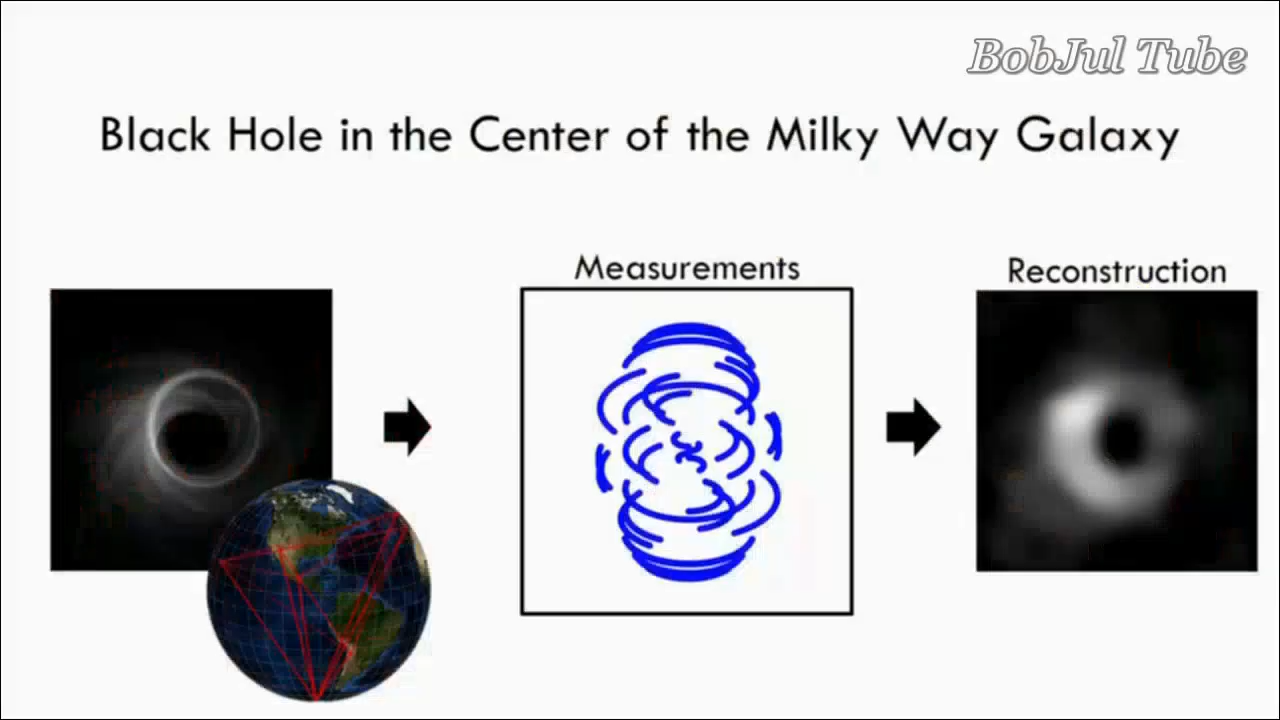 BobJul Tube
Black Hole in the Center of the Milky Way Galaxy
Measurements
Reconstruction